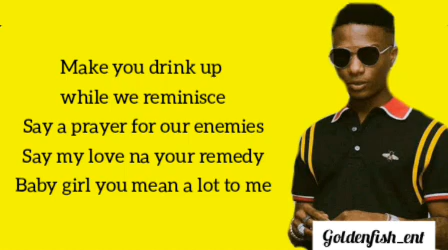 Make you drink up
while we reminisce
Say a prayer for our enemies
Say my love na your remedy
Baby girl you mean a lot to me
Goldenfish_ent